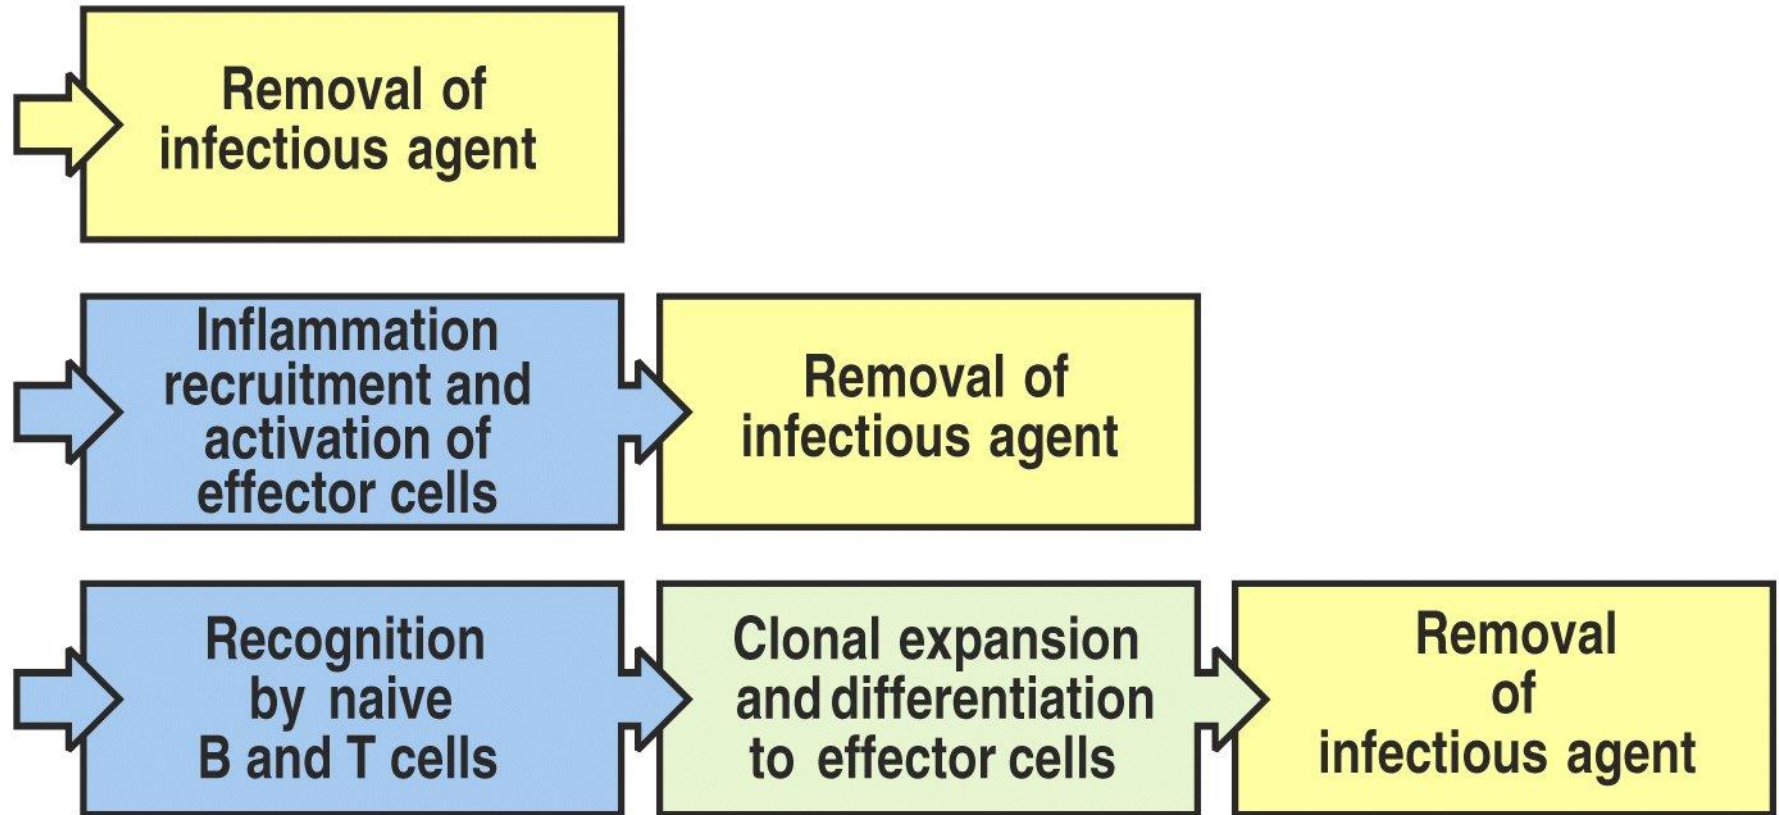 Removal of
infectious agent
Inflammation
recruitment and
activation of
effector cells
Removal of
infectious agent
Recognition
by naive
B and T cells
Clonal expansion
and differentiation
to effector cells
Removal
of
infectious agent